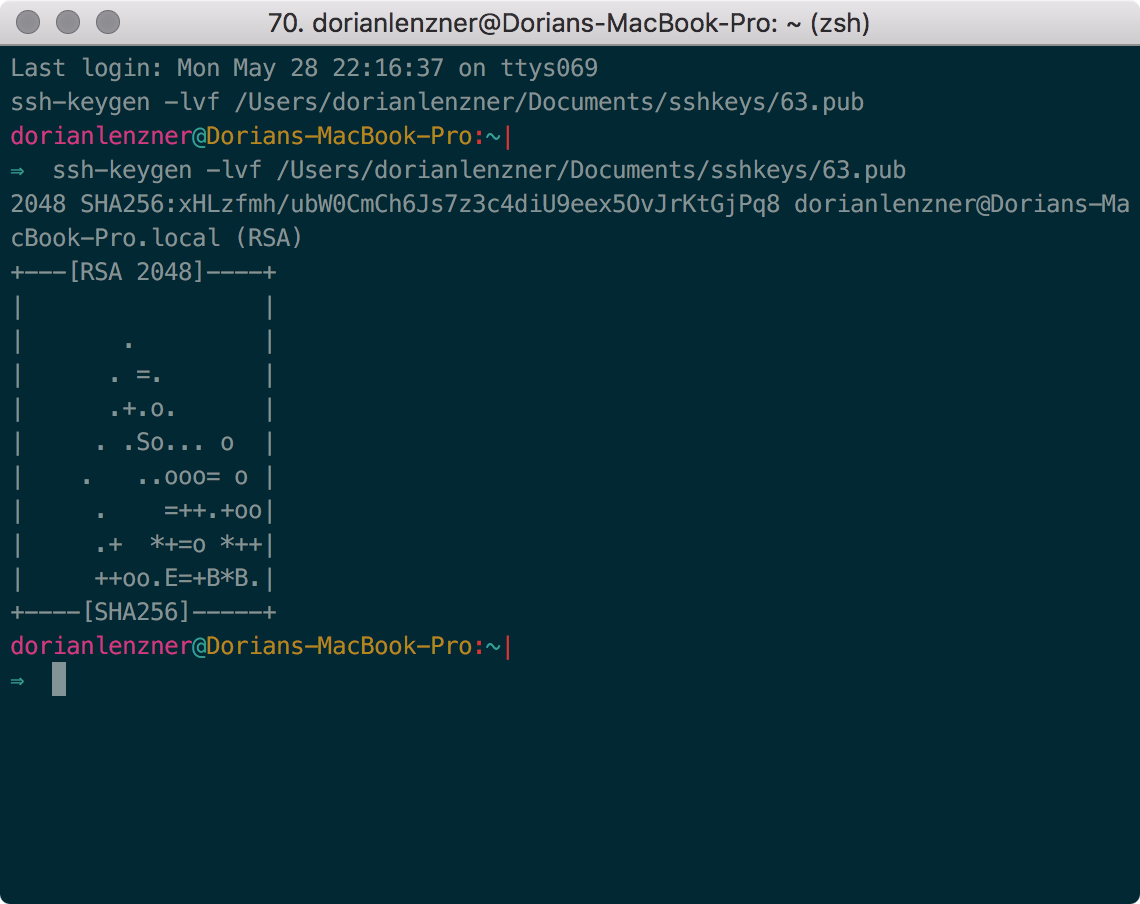 70. dorianlenzner@Dorians-MacBook-Pro: ~ (zsh)
Last login: Mon May 28 22:16:37 on ttys069
ssh-keygen -lvf /Users/dorianlenzner/Documents/sshkeys/63.pub
dorianlenzner@Dorians-MacBook-Pro:~|
⇒  ssh-keygen -lvf /Users/dorianlenzner/Documents/sshkeys/63.pub
2048 SHA256:xHLzfmh/ubW0CmCh6Js7z3c4diU9eex5OvJrKtGjPq8 dorianlenzner@Dorians-Ma
cBook-Pro.local (RSA)
+---[RSA 2048]----+
|                 |
|       .         |
|      . =.       |
|      .+.o.      |
|     . .So... o  |
|    .   ..ooo= o |
|     .    =++.+oo|
|     .+  *+=o *++|
|     ++oo.E=+B*B.|
+----[SHA256]-----+
dorianlenzner@Dorians-MacBook-Pro:~|
⇒